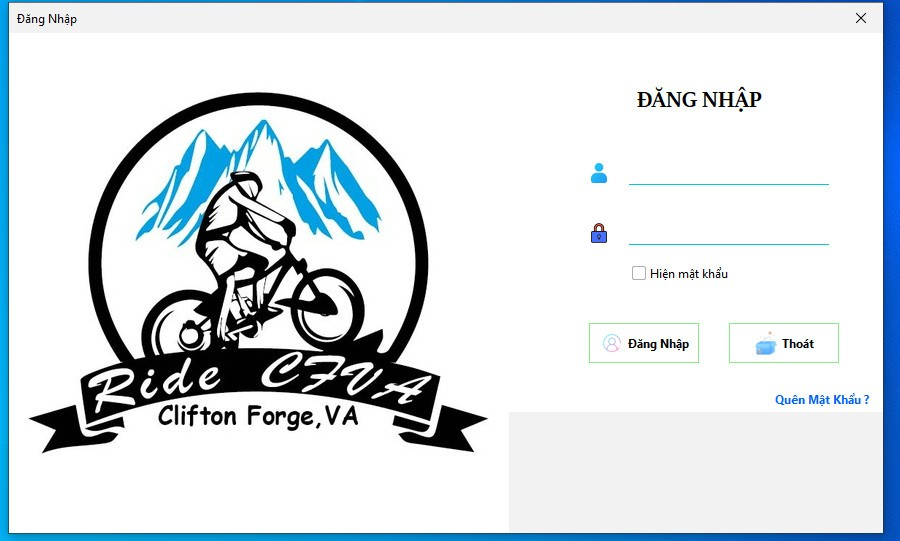 Đăng Nhập
ĐĂNG NHẬP
Hiện mật khẩu
Đăng Nhập
Thoát
Quên Mật Khẩu ?
Ride CFVA
Clifton Forge,VA